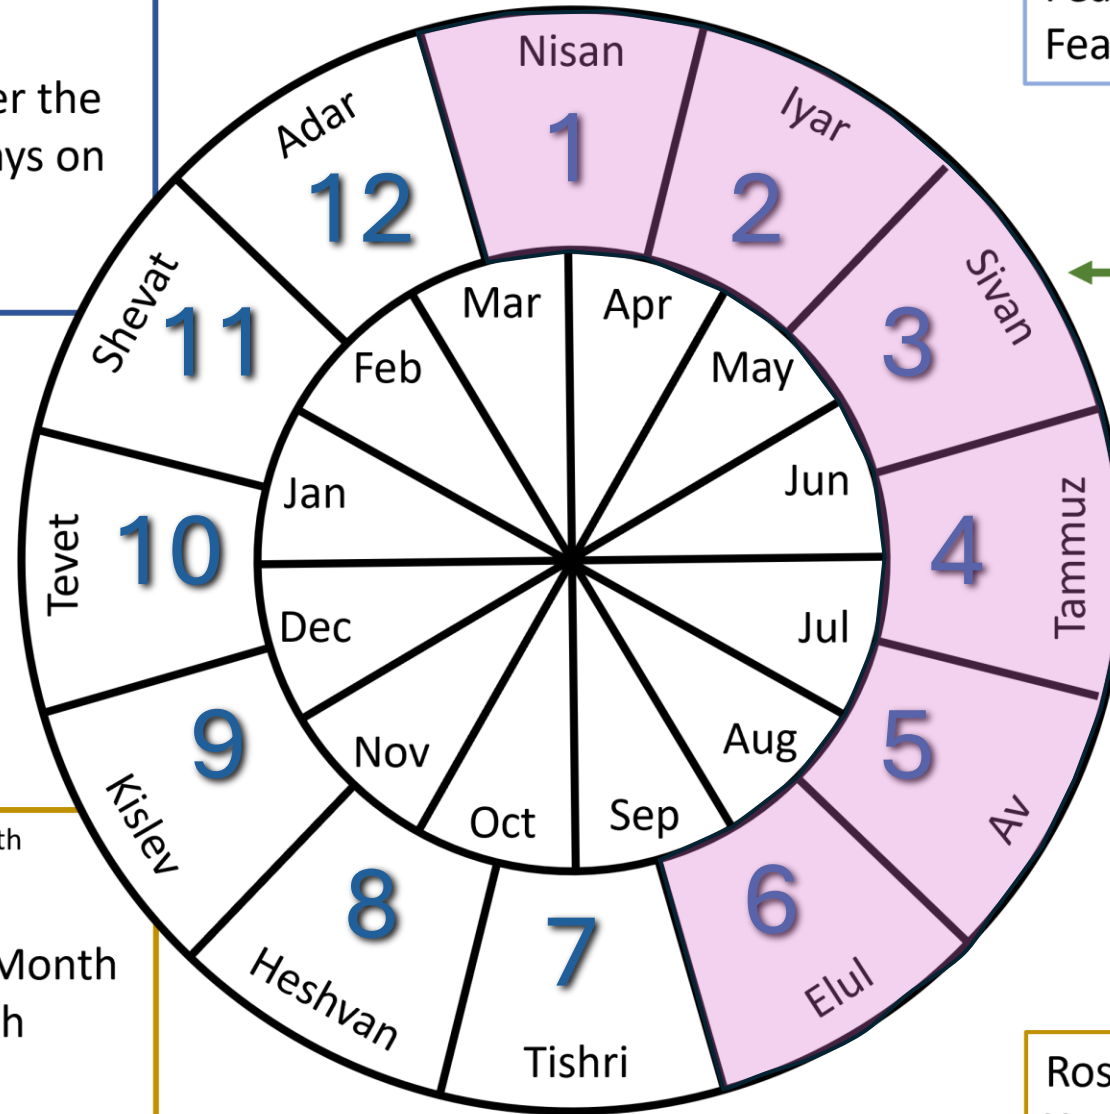 er the
ays on
Fea
Nisan
1
Iyar
2
Sivan
3
Tammuz
4
Av
5
Elul
6
Tishri
7
Heshvan
8
Kislev
9
Tevet
10
Shevat
11
Adar
12
Mar
Apr
May
Jun
Jul
Aug
Sep
Oct
Nov
Dec
Jan
Feb
th
Month
h
Ros